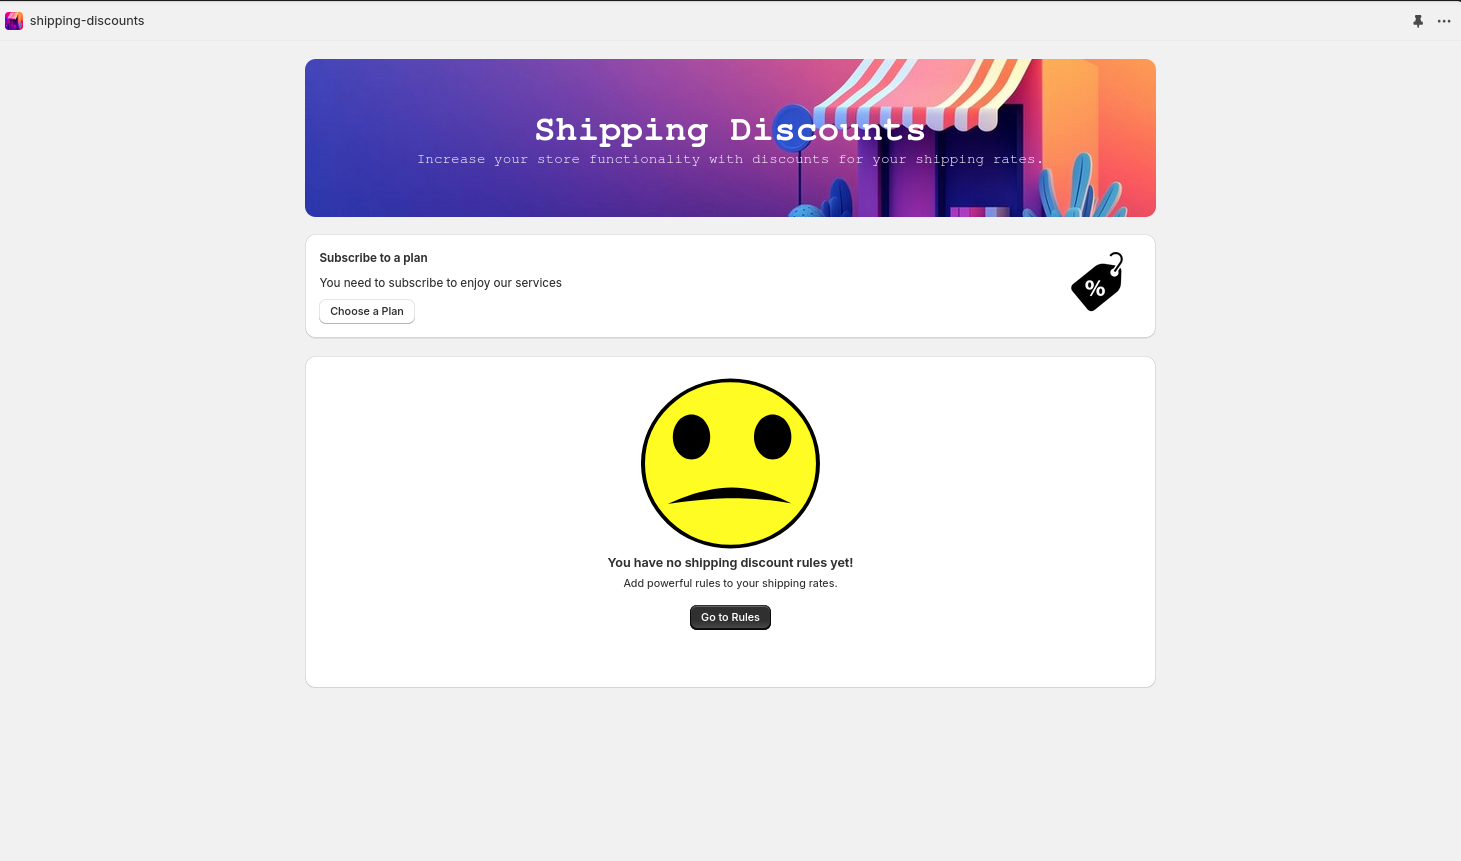 shipping-discounts
Shipping Discounts
Increase your store functionality with discounts for your shipping rates.
Subscribe to a plan
You need to subscribe to enjoy our services
Choose a Plan
%
You have no shipping discount rules yet!
Add powerful rules to your shipping rates.
Go to Rules